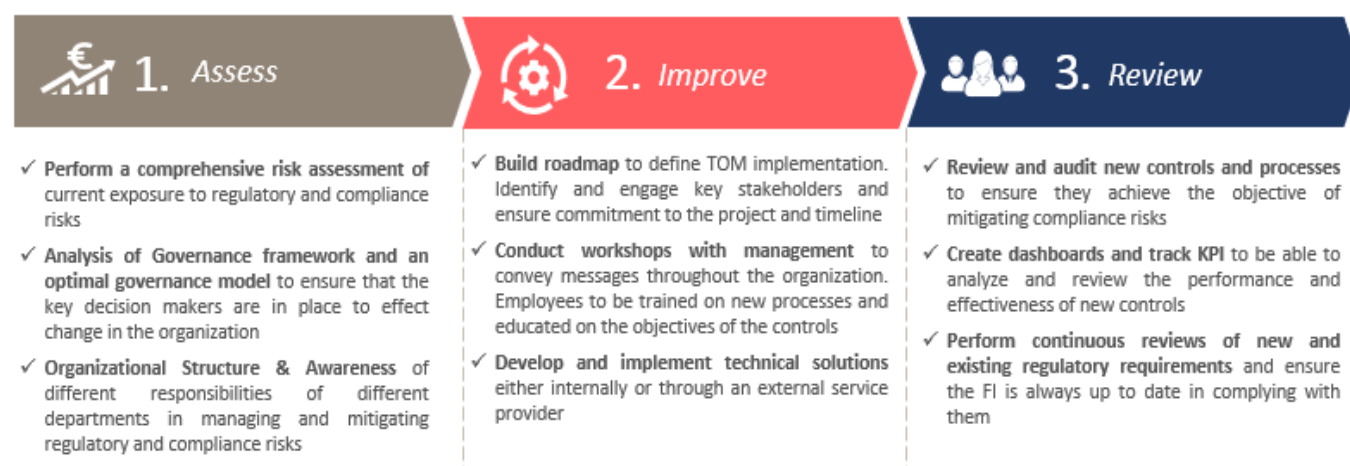 €
1. Assess
Perform a comprehensive risk assessment of
current exposure to regulatory and compliance
risks
Analysis of Governance framework and an
optimal governance model to ensure that the
key decision makers are in place to effect
change in the organization
Organizational Structure & Awareness of
different responsibilities of different
departments in managing and mitigating
regulatory and compliance risks
2. Improve
Build roadmap to define TOM implementation.
Identify and engage key stakeholders and
ensure commitment to the project and timeline
Conduct workshops with management to
convey messages throughout the organization.
Employees to be trained on new processes and
educated on the objectives of the controls
Develop and implement technical solutions
either internally or through an external service
provider
3. Review
Review and audit new controls and processes
to ensure they achieve the objective of
mitigating compliance risks
Create dashboards and track KPI to be able to
analyze and review the performance and
effectiveness of new controls
Perform continuous reviews of new and
existing regulatory requirements and ensure
the FI is always up to date in complying with
them